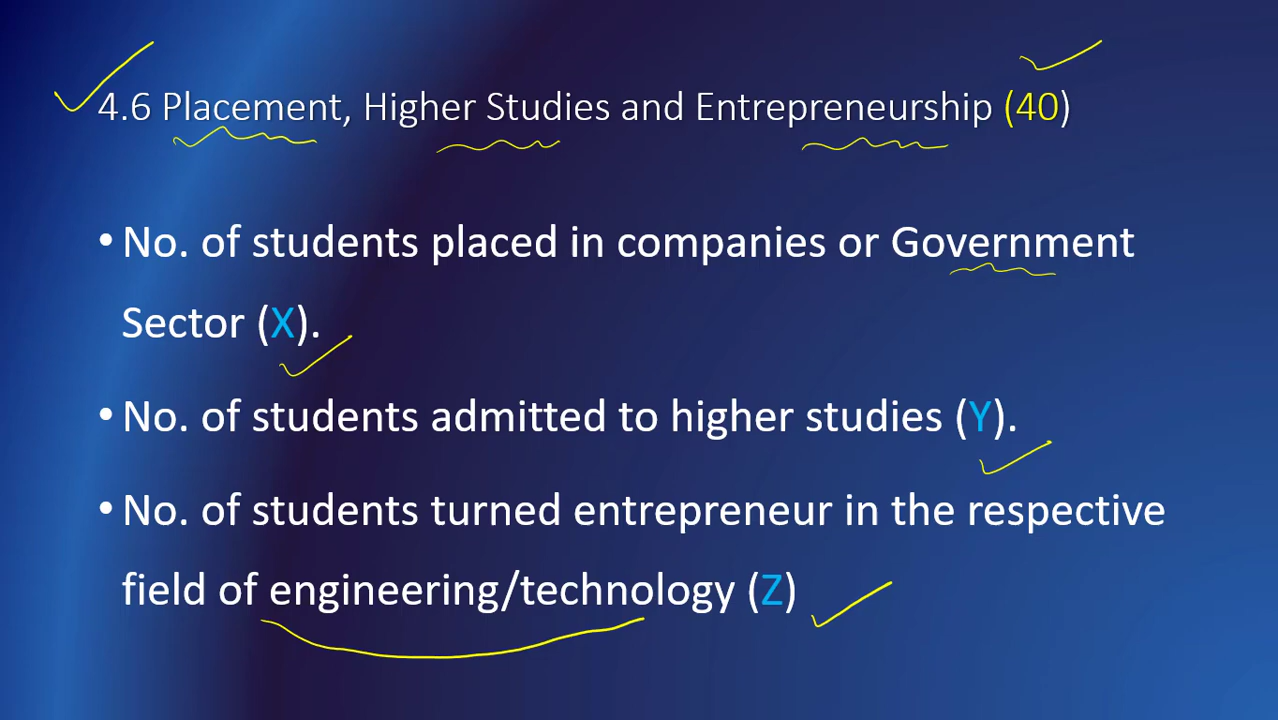 4.6 Placement, Higher Studies and Entrepreneurship (40)
• No. of students placed in companies or Government
Sector (X).
• No. of students admitted to higher studies (Y).
• No. of students turned entrepreneur in the respective
field of engineering/technology (Z)